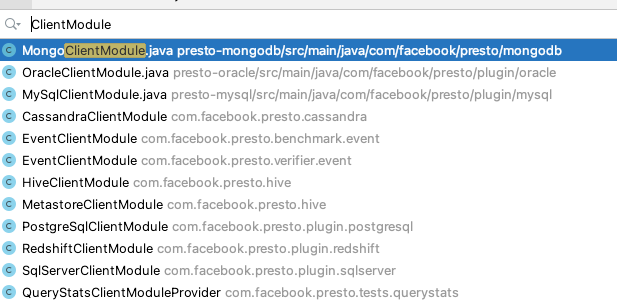 ClientModule
MongoClientModule.java presto-mongodb/src/main/java/com/facebook/presto/mongodb
OracleClientModule.java presto-oracle/src/main/java/com/facebook/presto/plugin/oracle
MySqlClientModule.java presto-mysql/src/main/java/com/facebook/presto/plugin/mysql
CassandraClientModule com.facebook.presto.cassandra
EventClientModule com.facebook.presto.benchmark.event
EventClientModule com.facebook.presto.verifier.event
HiveClientModule com.facebook.presto.hive
MetastoreClientModule com.facebook.presto.hive
PostgreSqlClientModule com.facebook.presto.plugin.postgresql
RedshiftClientModule com.facebook.presto.plugin.redshift
SqlServerClientModule com.facebook.presto.plugin.sqlserver
QueryStatsClientModuleProvider com.facebook.presto.tests.querystats